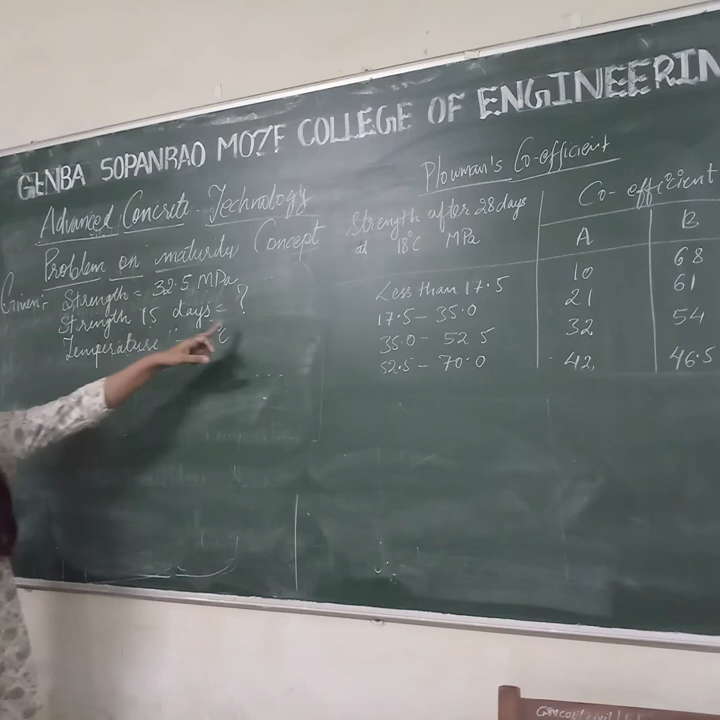 GENBA SOPANRAO MOZE COLLEGE OF ENGINEERIN
Advanced Concrete Technology
Problem on maturity Concept
Given:- Strength = 32.5 MPa
Strength 15 days = ?
Temperature
Plowman's Co-efficient
Strength after 28 days
at 18°C MPa
Co-efficient
A B
Less than 17.5 10 68
17.5 - 35.0 21 61
35.0 - 52.5 32 54
52.5 - 70.0 42 46.5